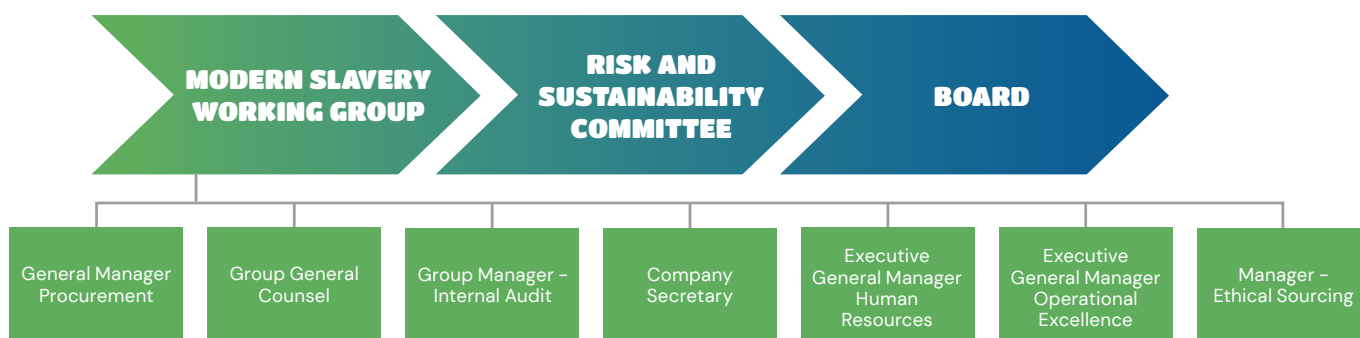 MODERN SLAVERY
WORKING GROUP
RISK AND
SUSTAINABILITY
COMMITTEE
BOARD
General Manager
Procurement
Group General
Counsel
Group Manager -
Internal Audit
Company
Secretary
Executive
General Manager
Human
Resources
Executive
General Manager
Operational
Excellence
Manager -
Ethical Sourcing